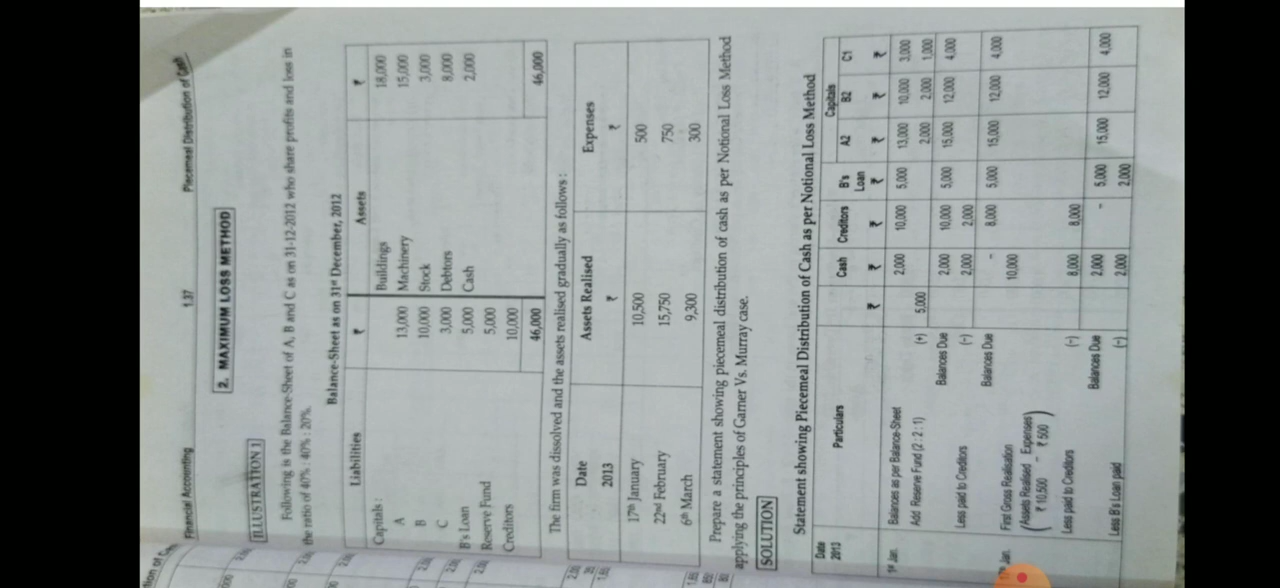 Financial Accounting 1.37 Piecemeal Distribution of Cash
2. MAXIMUM LOSS METHOD
ILLUSTRATION 1
Following is the Balance-Sheet of A, B and C as on 31-12-2012 who share profits and loss in
the ratio of 40% : 40% : 20%.
Balance-Sheet as on 31st December, 2012
Liabilities ₹ Assets ₹
Capitals : Buildings 18,000
A 13,000 Machinery 15,000
B 10,000 Stock 3,000
C 3,000 Debtors 8,000
B's Loan 5,000 Cash 2,000
Reserve Fund 5,000
Creditors 10,000
46,000 46,000
The firm was dissolved and the assets realised gradually as follows :
Date Assets Realised Expenses
2013 ₹ ₹
17th January 10,500 500
22nd February 15,750 750
6th March 9,300 300
Prepare a statement showing piecemeal distribution of cash as per Notional Loss Method
applying the principles of Garner Vs. Murray case.
SOLUTION
Statement showing Piecemeal Distribution of Cash as per Notional Loss Method
Date Particulars Cash Creditors B's Capitals
2013 Loan A2 B2 C1
₹ ₹ ₹ ₹ ₹ ₹ ₹
1st Jan. Balances as per Balance-Sheet 2,000 10,000 5,000 13,000 10,000 3,000
Add Reserve Fund (2 : 2 : 1) (+) 5,000 2,000 2,000 1,000
Balances Due 2,000 10,000 5,000 15,000 12,000 4,000
Less paid to Creditors (-) 2,000 2,000
Balances Due - 8,000 5,000 15,000 12,000 4,000
Jan. First Gross Realisation 10,000
(Assets Realised Expenses
₹ 10,500 - ₹ 500)
Less paid to Creditors (-) 8,000 8,000
Balances Due 2,000 - 5,000 15,000 12,000 4,000
Less B's Loan paid (-) 2,000 2,000